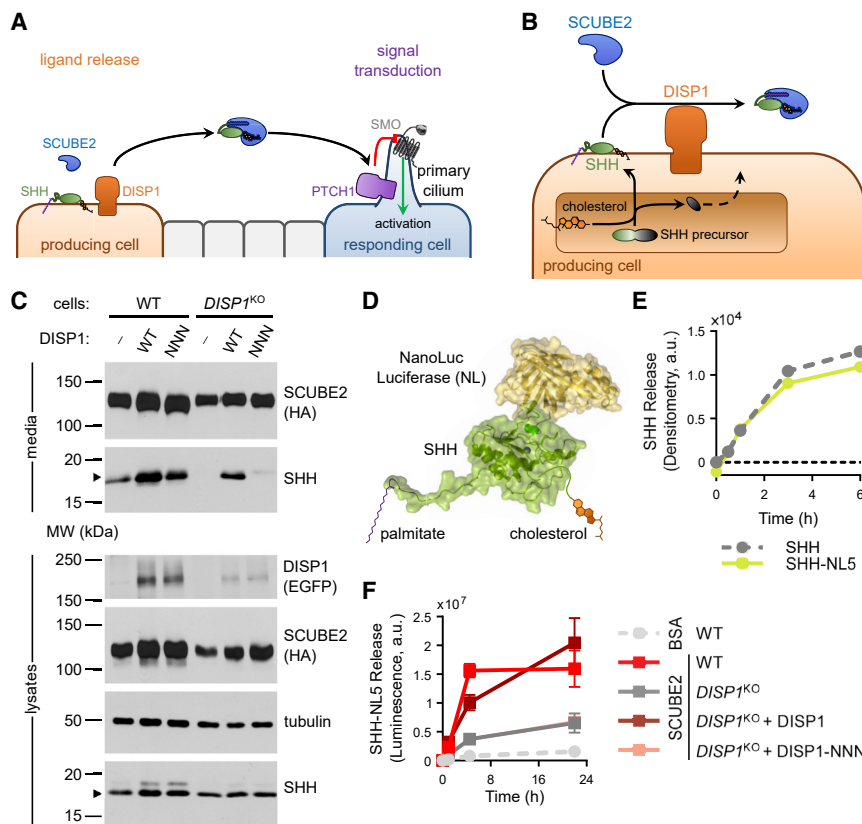 A
ligand release
signal
transduction
SCUBE2
SMO
primary
cilium
SHH
DISP1
PTCH1
activation
producing cell
responding cell
B
SCUBE2
DISP1
SHH
cholesterol
SHH precursor
producing cell
C
cells: WT DISP1KO
DISP1: - WT NNN - WT NNN
media
150
100
SCUBE2
(HA)
20
15
SHH
MW (kDa)
lysates
250
150
DISP1
(EGFP)
150
100
SCUBE2
(HA)
50
tubulin
20
15
SHH
D
NanoLuc
Luciferase (NL)
SHH
palmitate
cholesterol
E
x10⁴
1.5
1.0
0.5
0
SHH Release
(Densitometry, a.u.)
0 2 4 6
Time (h)
SHH
SHH-NL5
F
x10⁷
2.5
2
1.5
1
0.5
0
SHH-NL5 Release
(Luminescence, a.u.)
0 8 16 24
Time (h)
BSA
WT
SCUBE2
WT
DISP1KO
DISP1KO + DISP1
DISP1KO + DISP1-NNN